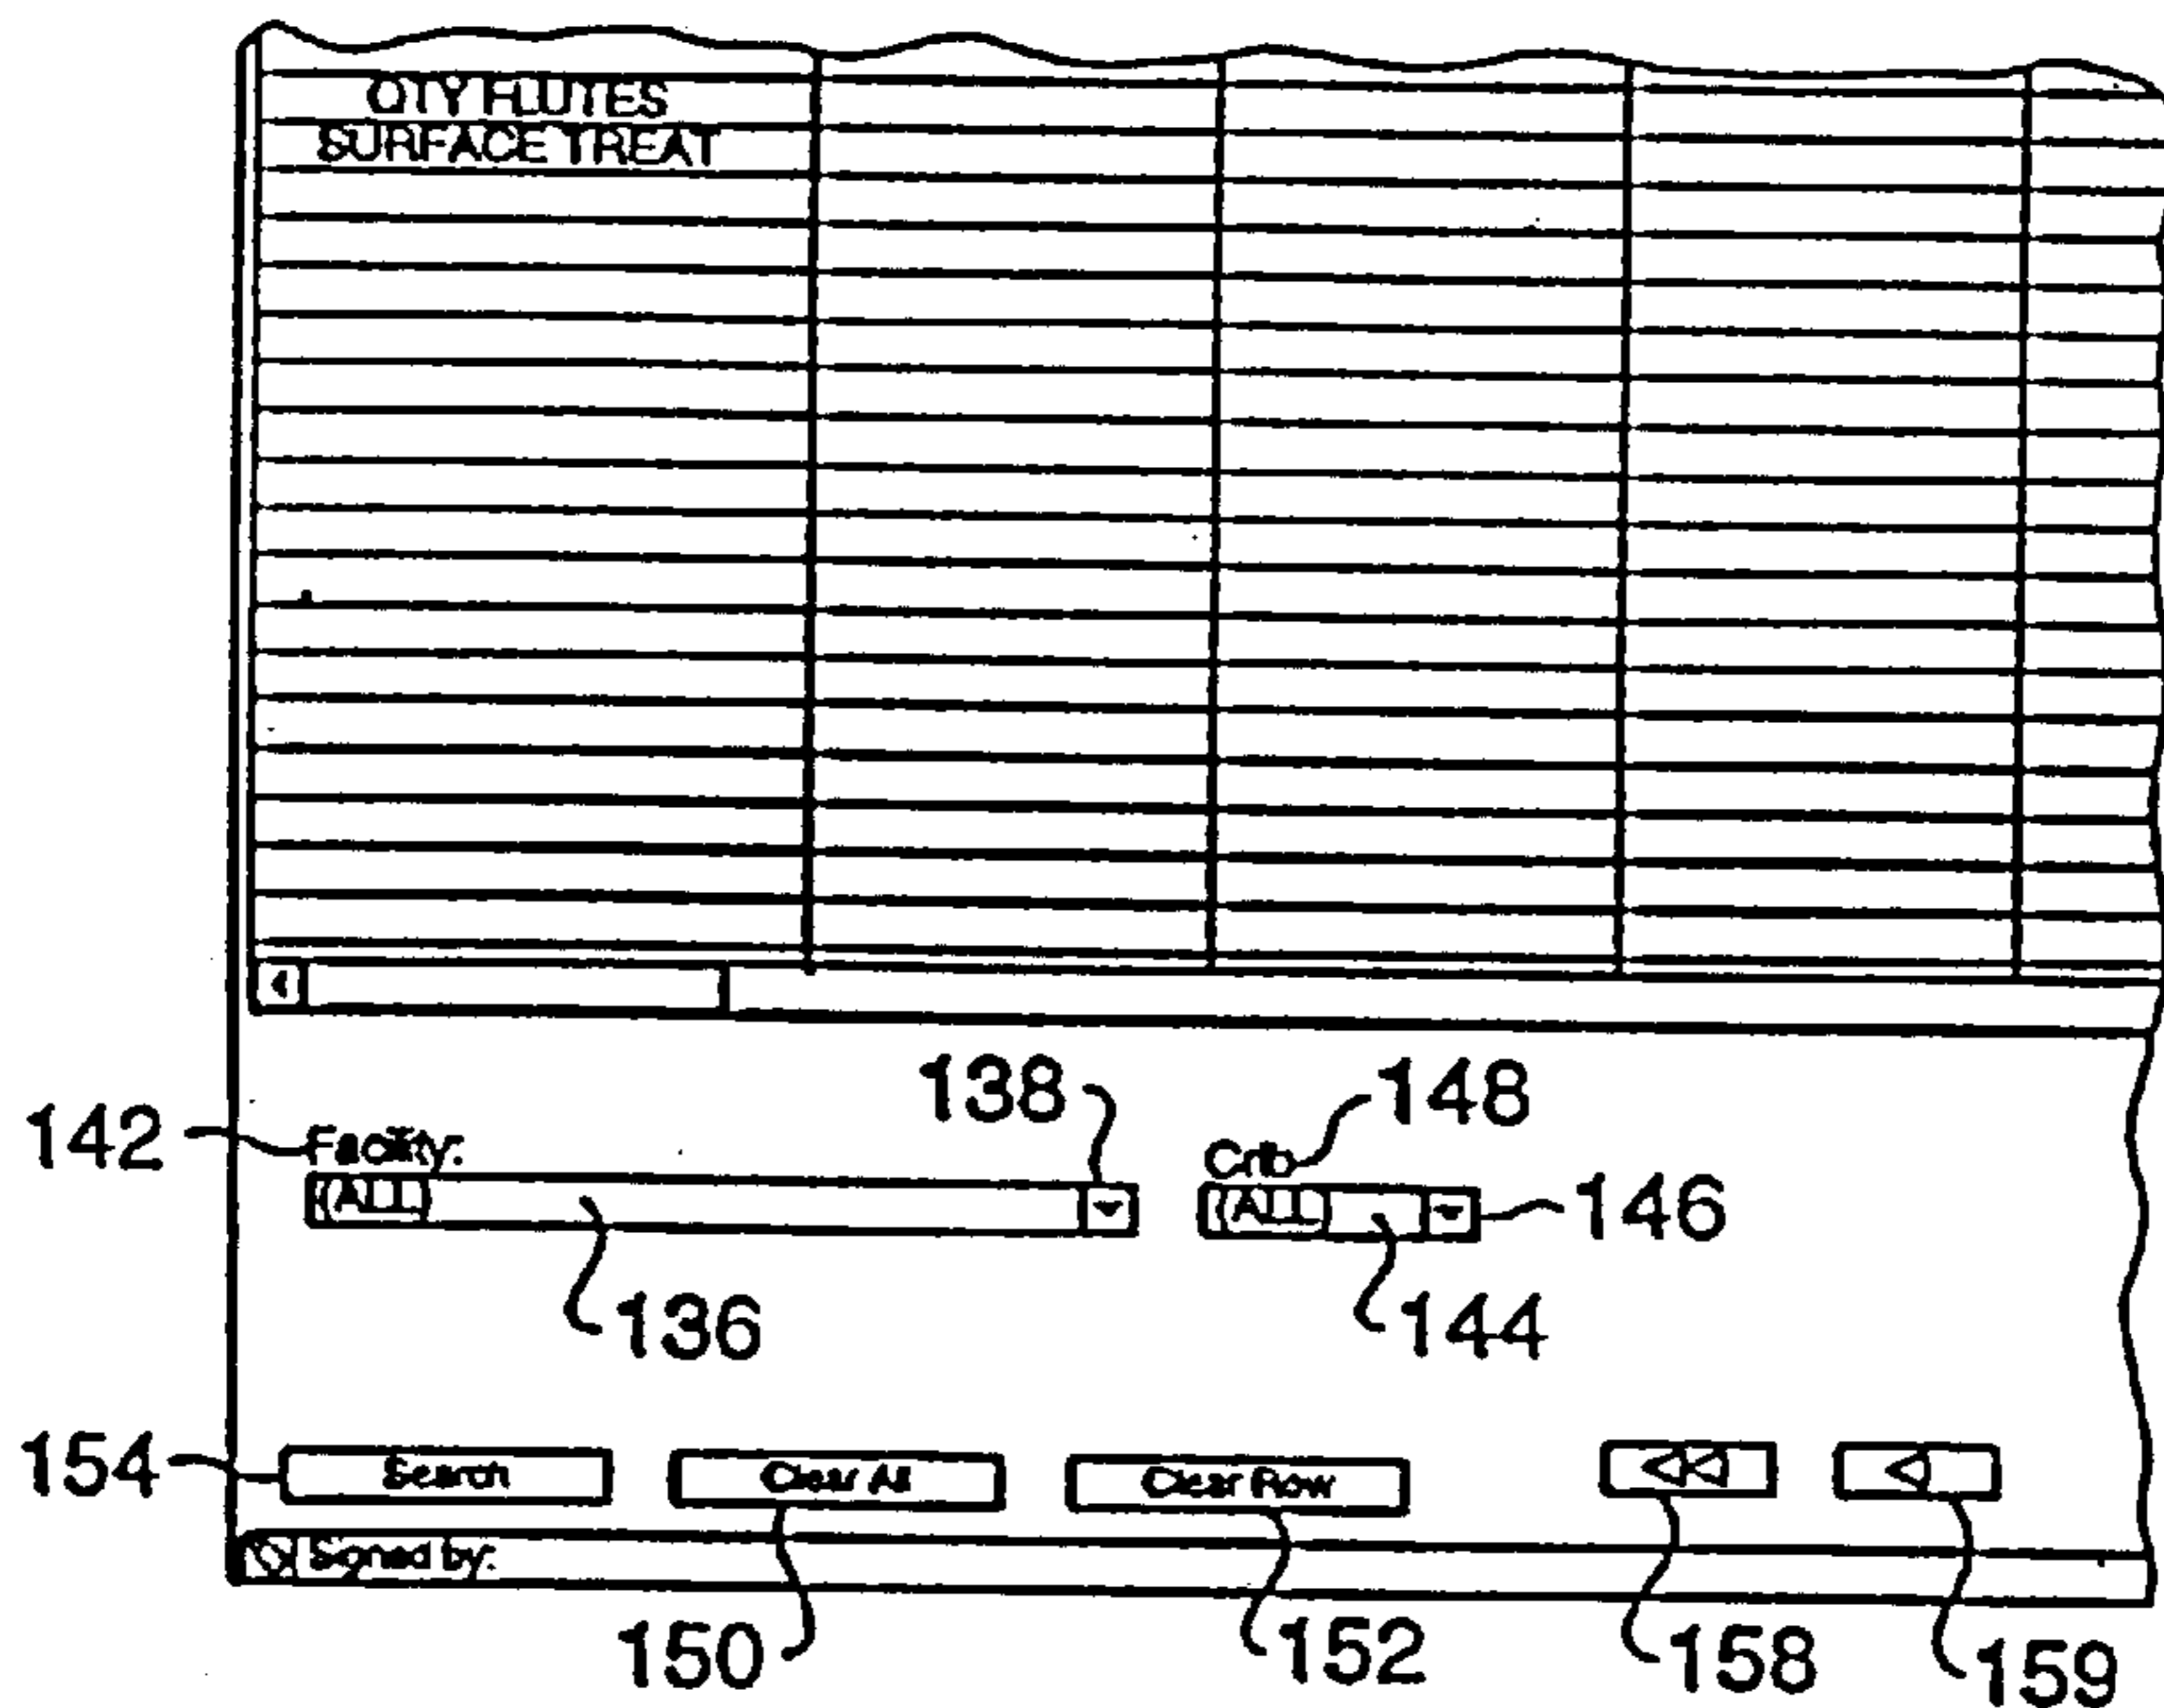 QTY FLUTES
SURFACE TREAT
138
148
142
Facility:
Crib
(ALL)
(ALL
146
136
144
154
Search
Clear All
Clear Row
<<
<
Signed by:
150
152
158
159